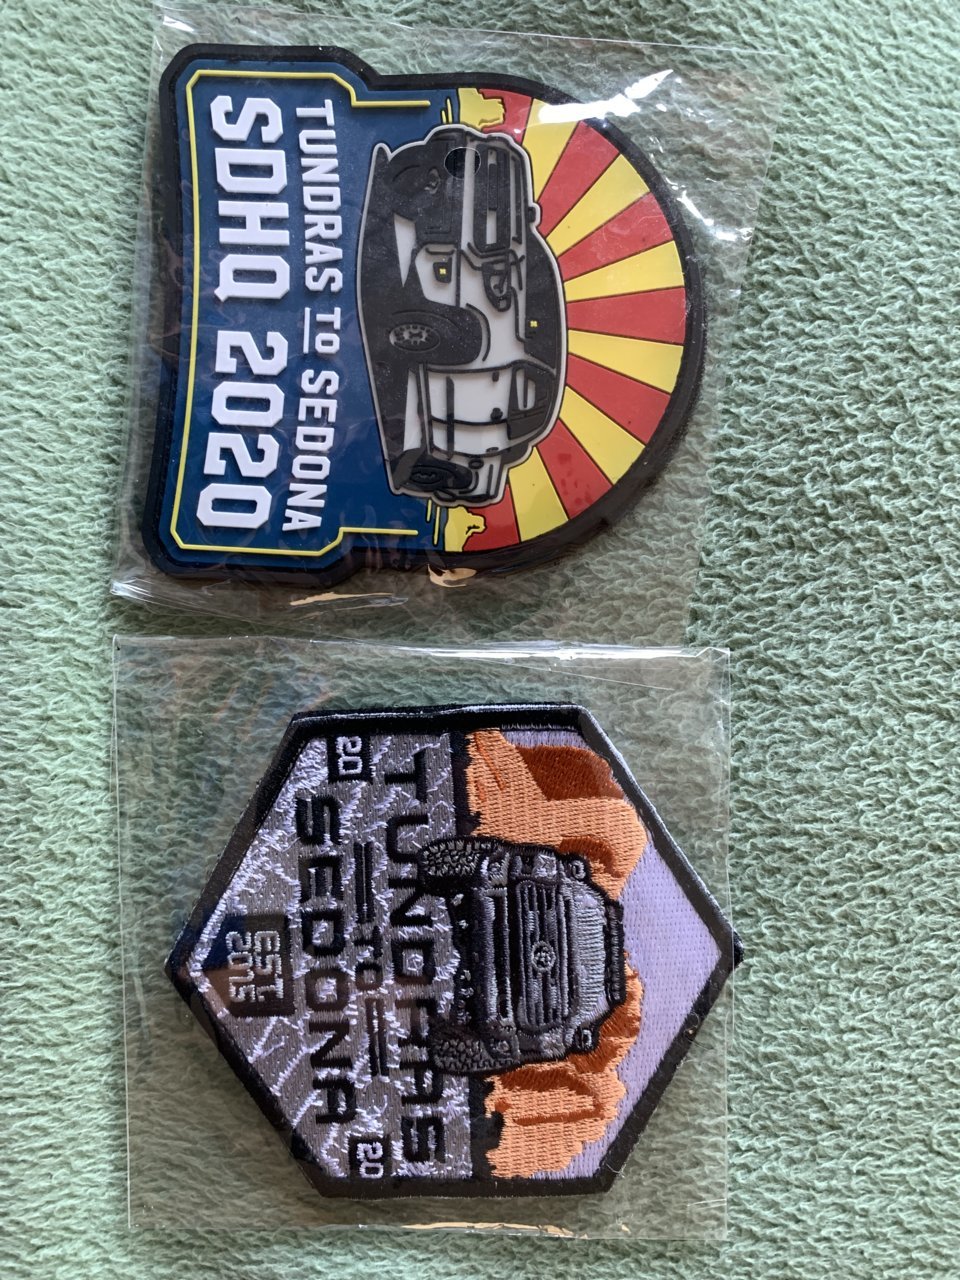 TUNDRAS TO SEDONA
SDHQ 2020
TUNDRAS
TO
SEDONA
20
20
EST.
2015